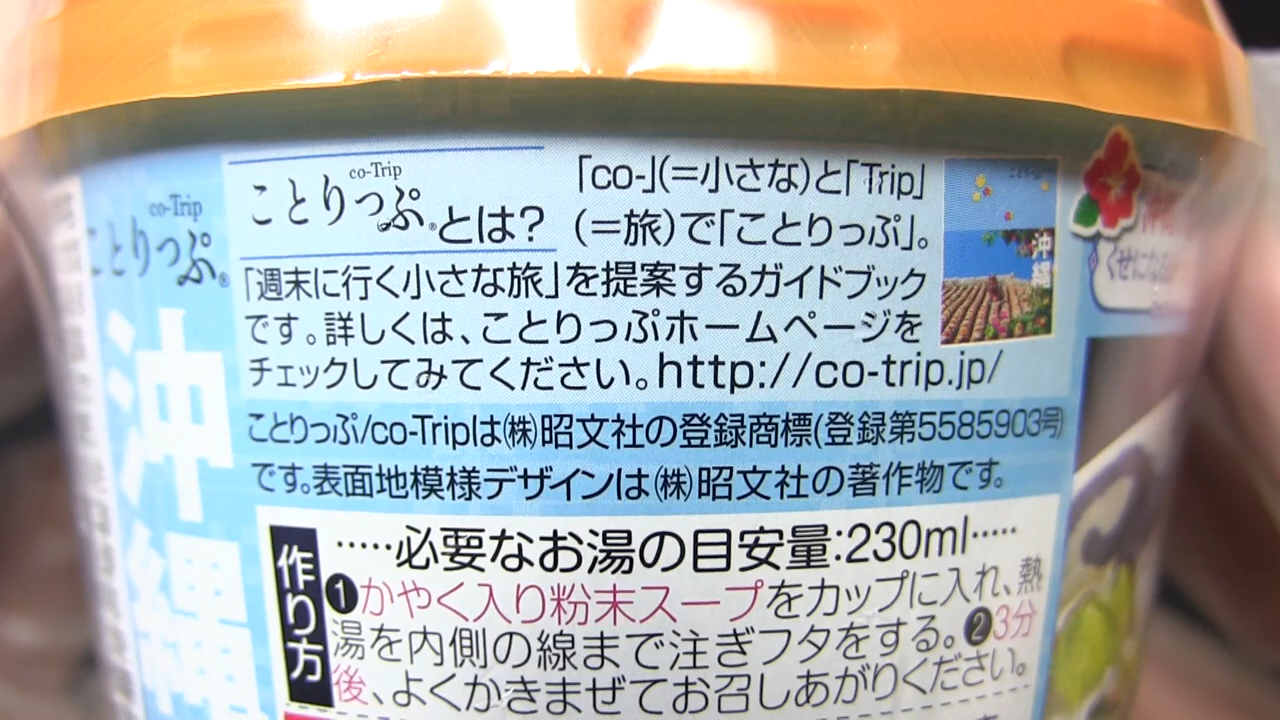 co-Trip
ことりっぷ®
沖縄
co-Trip
ことりっぷ®とは?
「co-」(=小さな)と「Trip」
(=旅)で「ことりっぷ」。
「週末に行く小さな旅」を提案するガイドブック
です。詳しくは、ことりっぷホームページを
チェックしてみてください。http://co-trip.jp/
沖縄
ことりっぷ/co-Tripは㈱昭文社の登録商標(登録第5585903号)
です。表面地模様デザインは㈱昭文社の著作物です。
作り方
·····必要なお湯の目安量:230ml·····
❶かやく入り粉末スープをカップに入れ、熱
湯を内側の線まで注ぎフタをする。❷3分
後、よくかきまぜてお召しあがりください。
くせになる